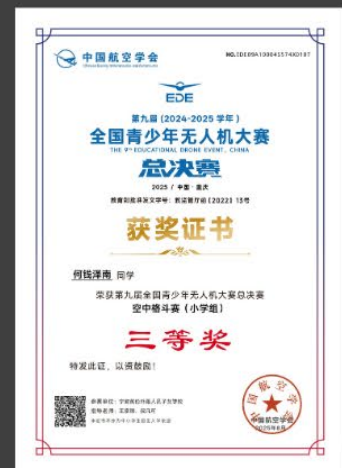 中国航空学会
EDE
第九届（2024-2025 学年）
全国青少年无人机大赛
THE 9TH EDUCATIONAL DRONE EVENT, CHINA
总决赛
2025 / 中国·重庆
获奖证书
何钱泽南 同学
荣获第九届全国青少年无人机大赛总决赛
空中格斗赛（小学组）
三等奖
特发此证，以资鼓励！
中国航空学会
2025年8月